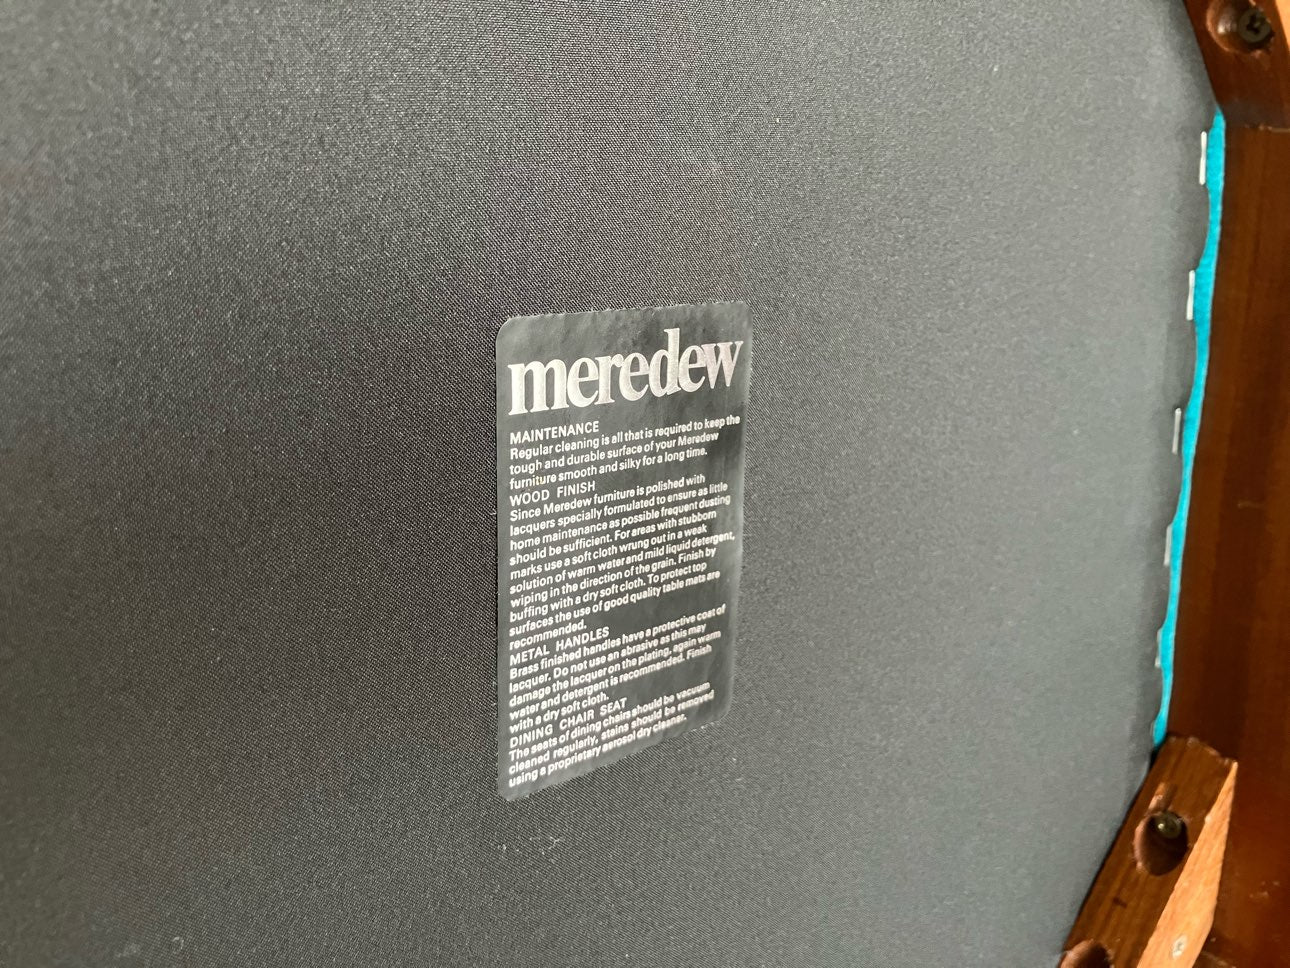 meredew
MAINTENANCE
Regular cleaning is all that is required to keep the
tough and durable surface of your Meredew
furniture smooth and silky for a long time.
WOOD FINISH
Since Meredew furniture is polished with
lacquers specially formulated to ensure as little
home maintenance as possible frequent dusting
should be sufficient. For areas with stubborn
marks use a soft cloth wrung out in a weak
solution of warm water and mild liquid detergent,
wiping in the direction of the grain. Finish by
buffing with a dry soft cloth. To protect top
surfaces the use of good quality table mats are
recommended.
METAL HANDLES
Brass finished handles have a protective coat of
lacquer. Do not use an abrasive as this may
damage the lacquer on the plating, again warm
water and detergent is recommended. Finish
with a dry soft cloth.
DINING CHAIR SEAT
The seats of dining chairs should be vacuum
cleaned regularly, stains should be removed
using a proprietary aerosol dry cleaner.